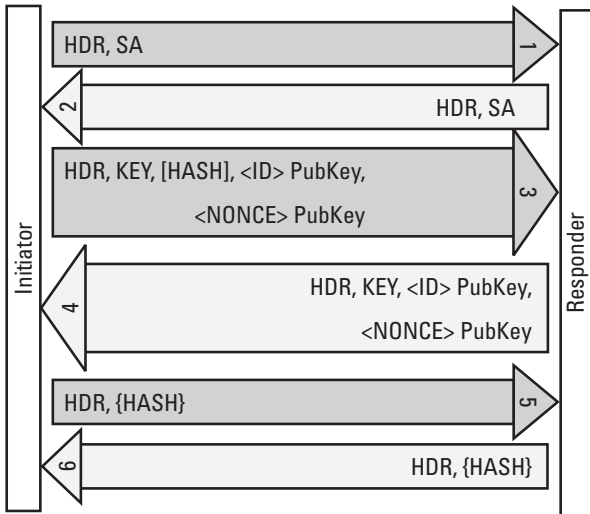 Initiator
Responder
HDR, SA
1
2
HDR, SA
HDR, KEY, [HASH], <ID> PubKey,
<NONCE> PubKey
3
4
HDR, KEY, <ID> PubKey,
<NONCE> PubKey
HDR, {HASH}
5
6
HDR, {HASH}